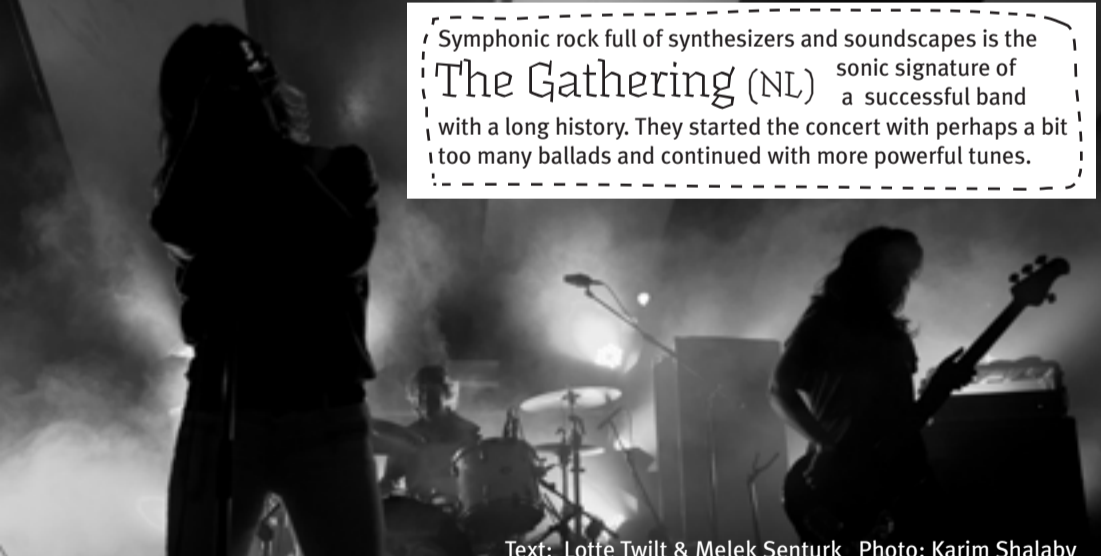 Symphonic rock full of synthesizers and soundscapes is the
The Gathering (NL) sonic signature of
a successful band
with a long history. They started the concert with perhaps a bit
too many ballads and continued with more powerful tunes.
Text: Lotte Twilt & Melek Senturk Photo: Karim Shalaby